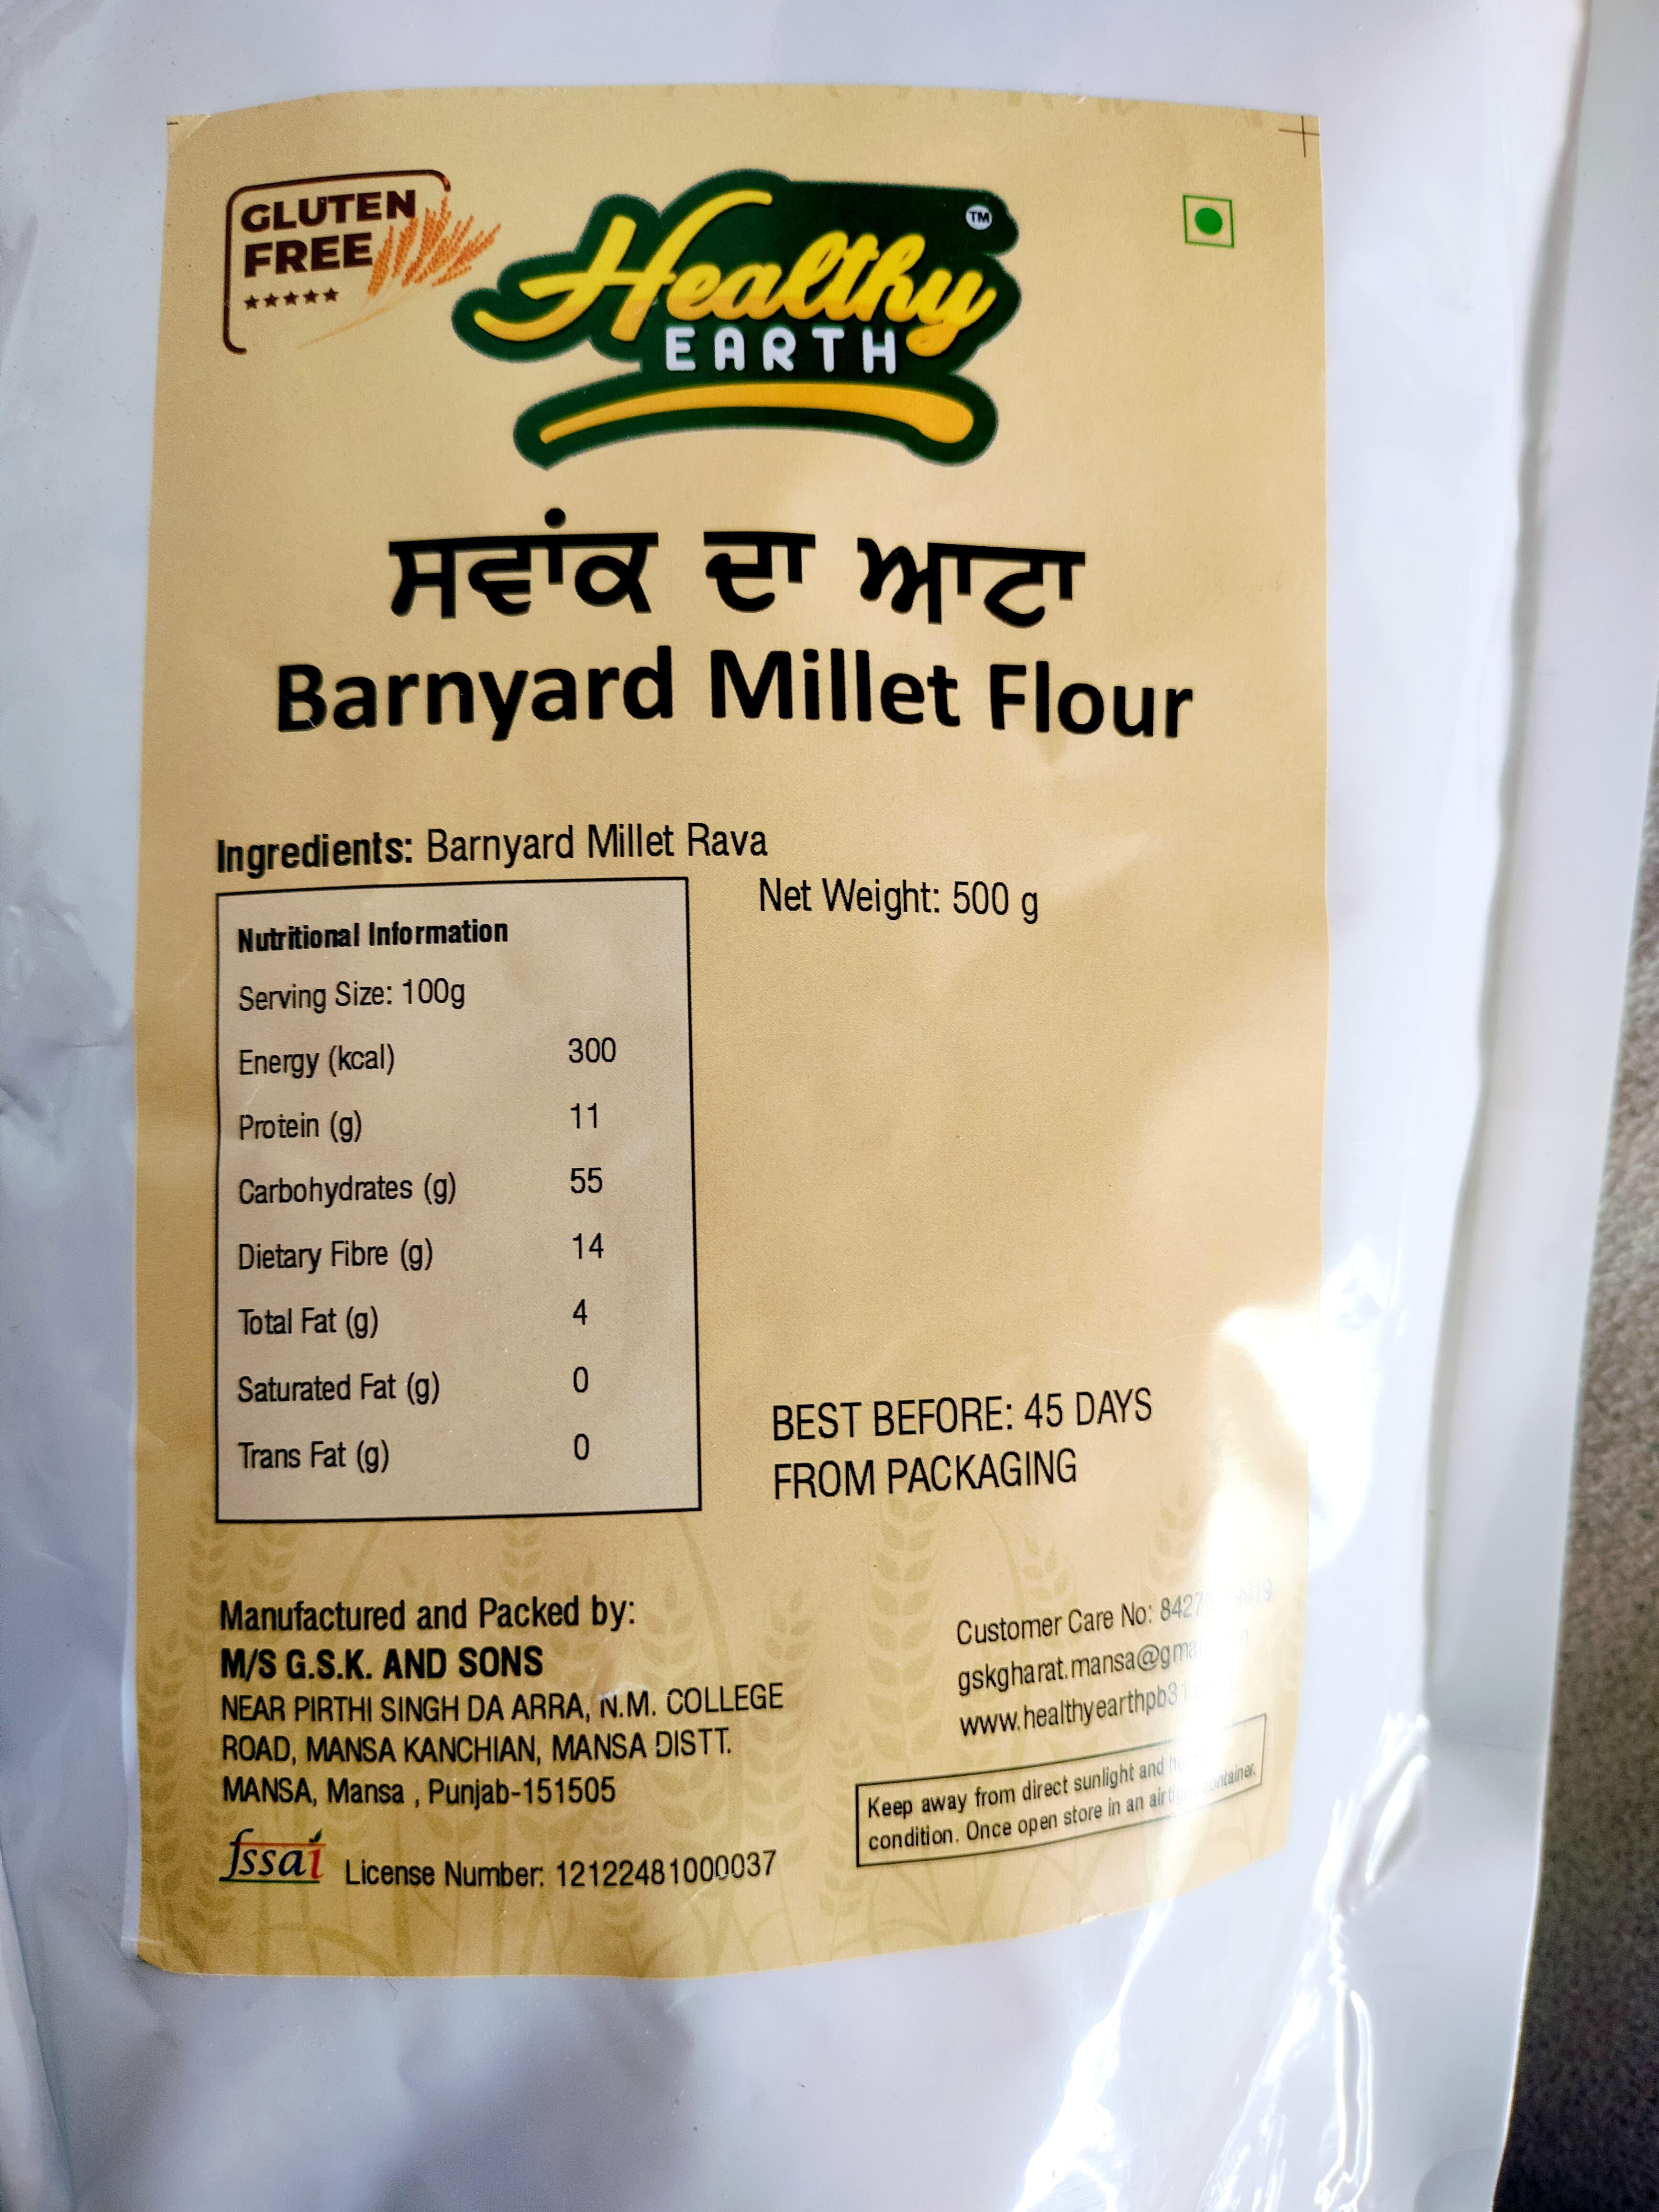 GLUTEN
FREE
Healthy
TM
EARTH
ਸਵਾਂਕ ਦਾ ਆਟਾ
Barnyard Millet Flour
Ingredients: Barnyard Millet Rava
Net Weight: 500 g
Nutritional Information
Serving Size: 100g
Energy (kcal) 300
Protein (g) 11
Carbohydrates (g) 55
Dietary Fibre (g) 14
Total Fat (g) 4
Saturated Fat (g) 0
Trans Fat (g) 0
BEST BEFORE: 45 DAYS
FROM PACKAGING
Manufactured and Packed by:
M/S G.S.K. AND SONS
NEAR PIRTHI SINGH DA ARRA, N.M. COLLEGE
ROAD, MANSA KANCHIAN, MANSA DISTT.
MANSA, Mansa , Punjab-151505
fssai License Number: 12122481000037
Customer Care No:
Keep away from direct sunlight and
condition. Once open store in an container.